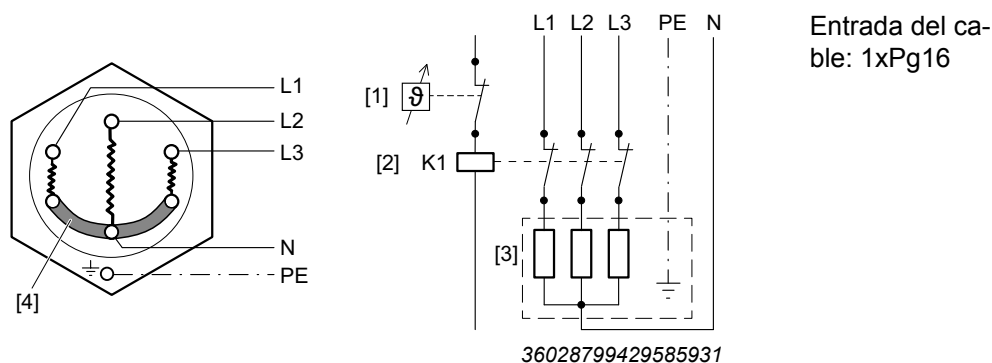 L1
L2
L3
N
PE
[4]
L1 L2 L3 PE N
[1] ϑ
[2] K1
[3]
36028799429585931
Entrada del ca-
ble: 1xPg16